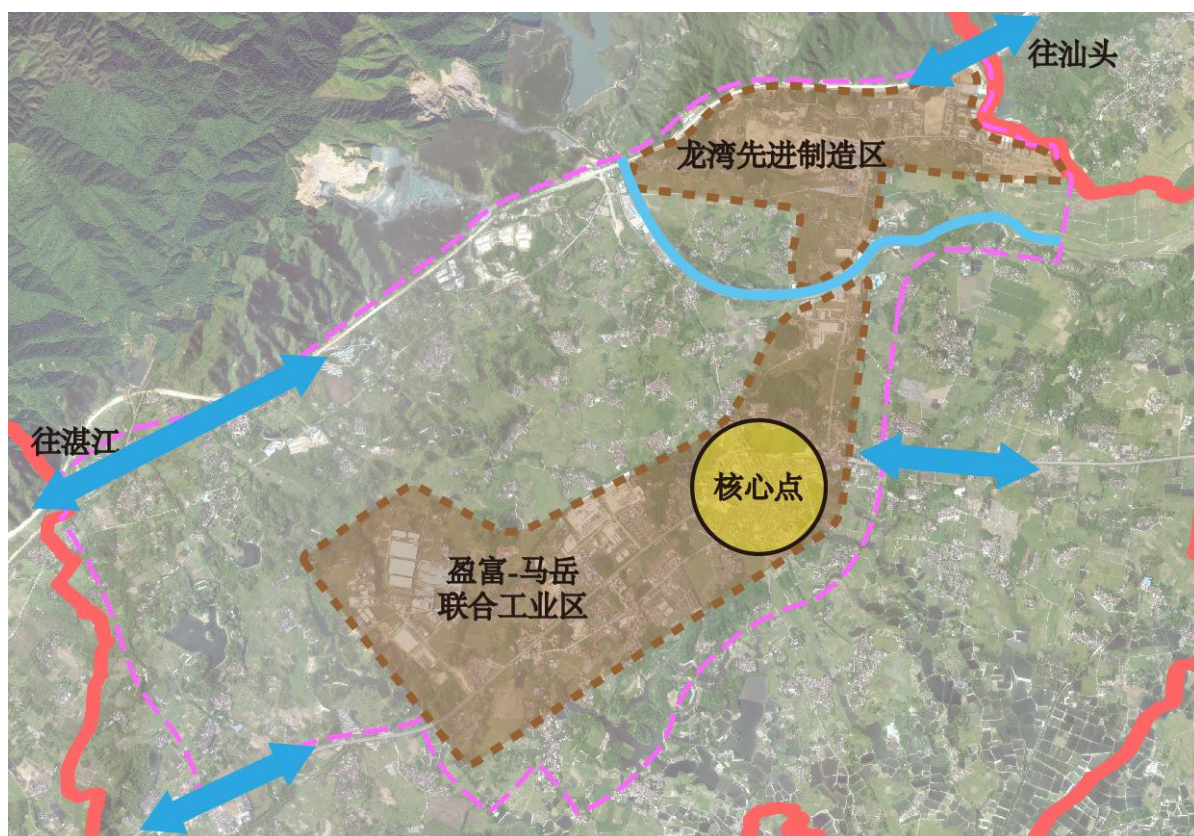 往汕头
龙湾先进制造区
往湛江
核心点
盈富-马岳
联合工业区